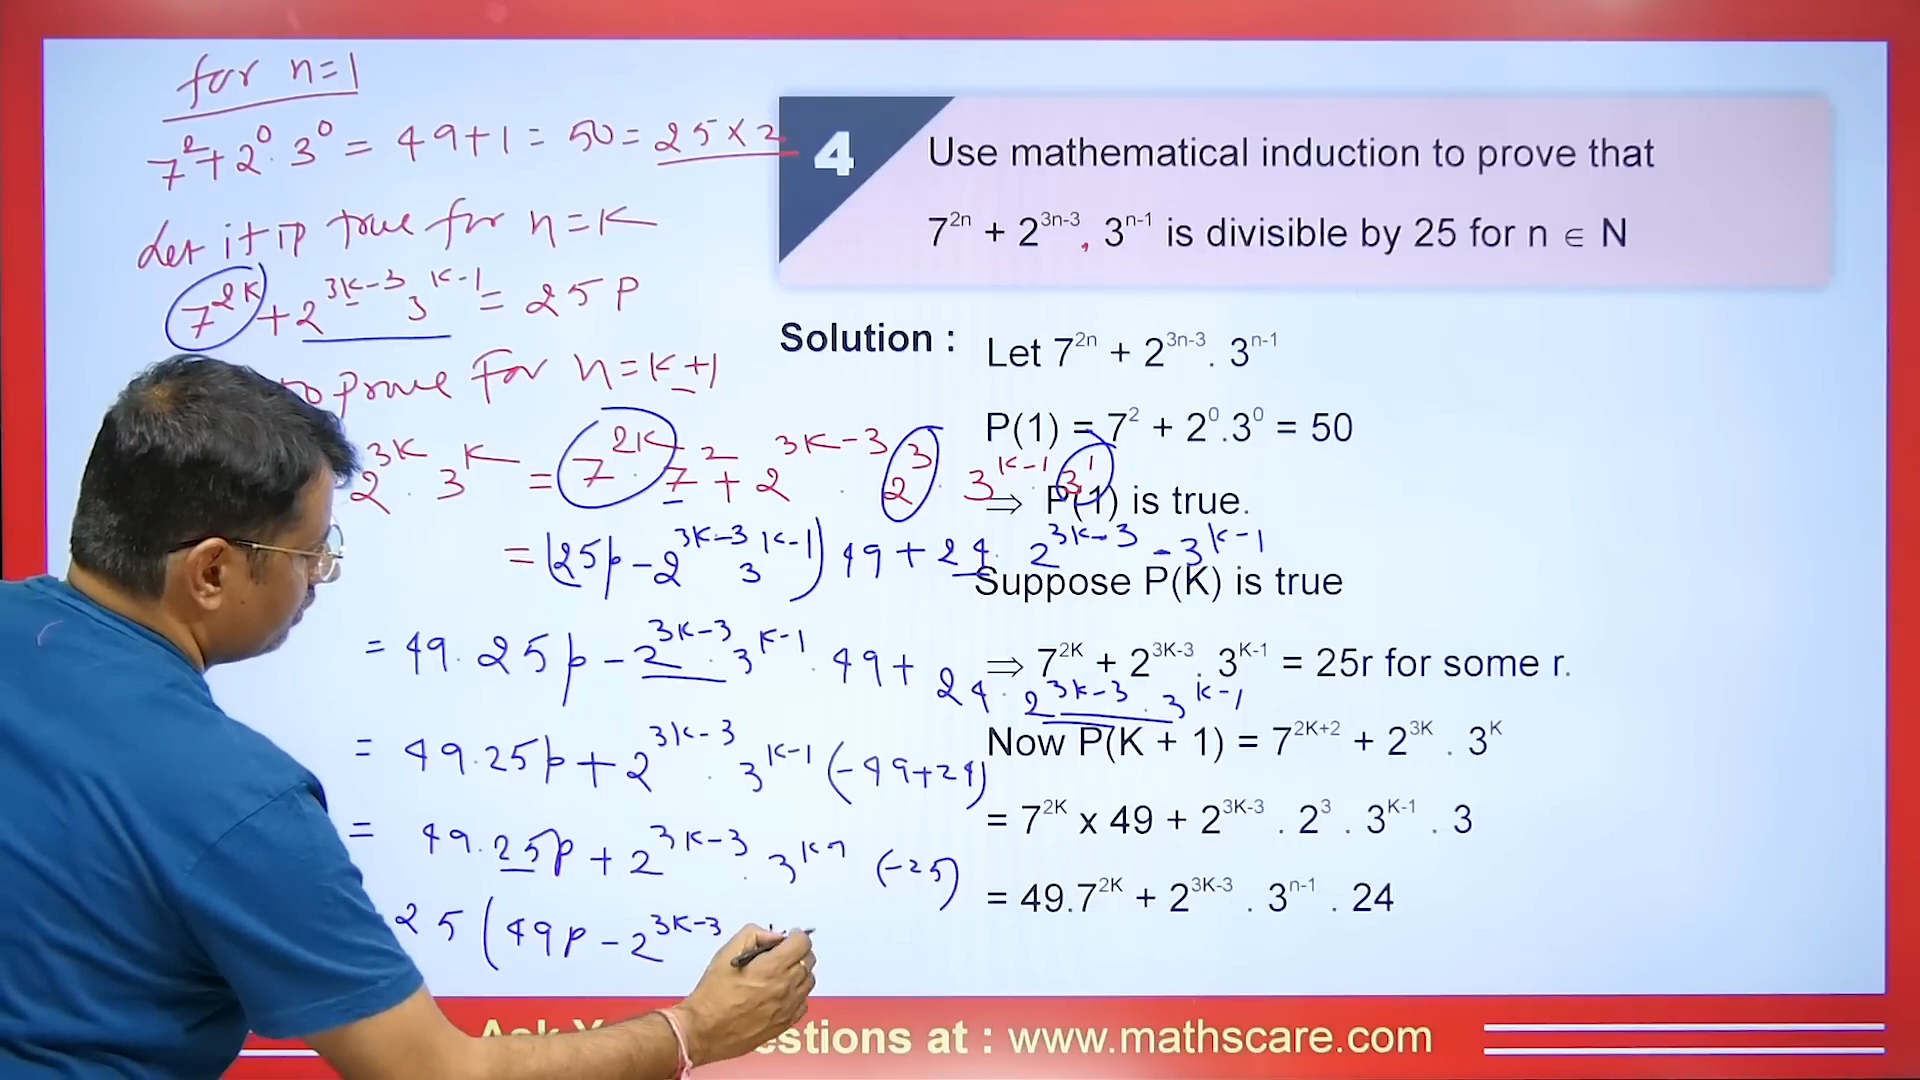 for n=1
7² + 2⁰ · 3⁰ = 49+1 = 50 = 25 × 2
Let it is true for n=K
7^2K + 2^3K-3 3^K-1 = 25P
to prove for n=K+1
2^3K · 3^K = 7^2K · 7² + 2^3K-3 · 2³ · 3^K-1 · 3¹
= (25p - 2^3K-3 3^K-1) 49 + 24 · 2^3K-3 - 3^K-1
= 49. 25p - 2^3K-3 · 3^K-1 . 49 + 24 · 2^3K-3 · 3^K-1
= 49.25p + 2^3K-3 · 3^K-1 (-49+24)
= 49.25p + 2^3K-3 . 3^K-1 (-25)
25 (49p - 2^3K-3
4
Use mathematical induction to prove that
7^2n + 2^3n-3 , 3^n-1 is divisible by 25 for n ∈ N
Solution :
Let 7^2n + 2^3n-3 . 3^n-1
P(1) = 7² + 2⁰.3⁰ = 50
⇒ P(1) is true.
Suppose P(K) is true
⇒ 7^2K + 2^3K-3 . 3^K-1 = 25r for some r.
Now P(K + 1) = 7^2K+2 + 2^3K . 3^K
= 7^2K x 49 + 2^3K-3 . 2³ . 3^K-1 . 3
= 49.7^2K + 2^3K-3 . 3^n-1 . 24
Ask estions at : www.mathscare.com